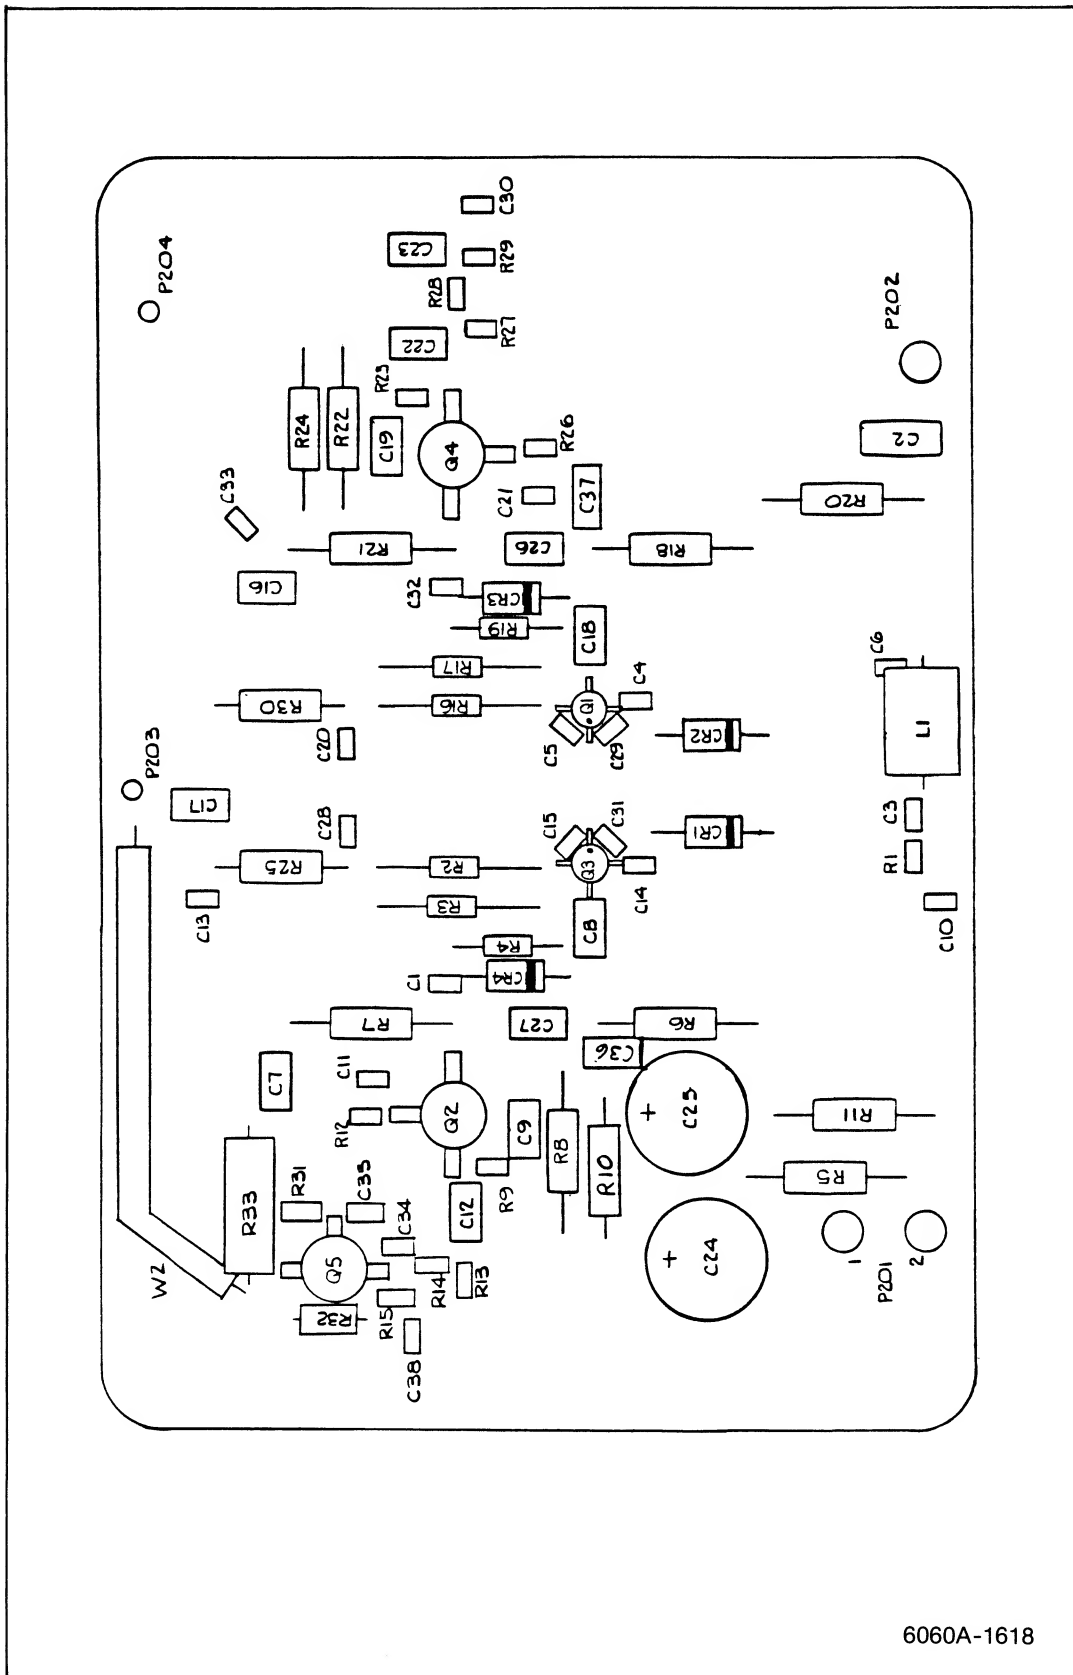 C30
C23
R29
P204
R28
R27
P202
C22
R25
R24
R22
C19
Q4
R26
C2
C33
C21
C37
R20
R21
C26
R18
C16
C32
CR3
R19
C18
C6
R17
C4
R30
R16
Q1
C20
C5
C29
CR2
L1
P203
C17
C28
C15
C31
CR1
C3
R25
R2
Q3
R1
C13
R3
C14
C8
C10
R4
C1
CR4
R7
C27
R6
C36
C7
C11
R12
Q2
C9
R8
C25
+
R11
R10
R31
C35
R9
R5
R33
C12
C34
W2
Q5
R14
R13
C24
+
1
2
P201
R32
R15
C38
6060A-1618